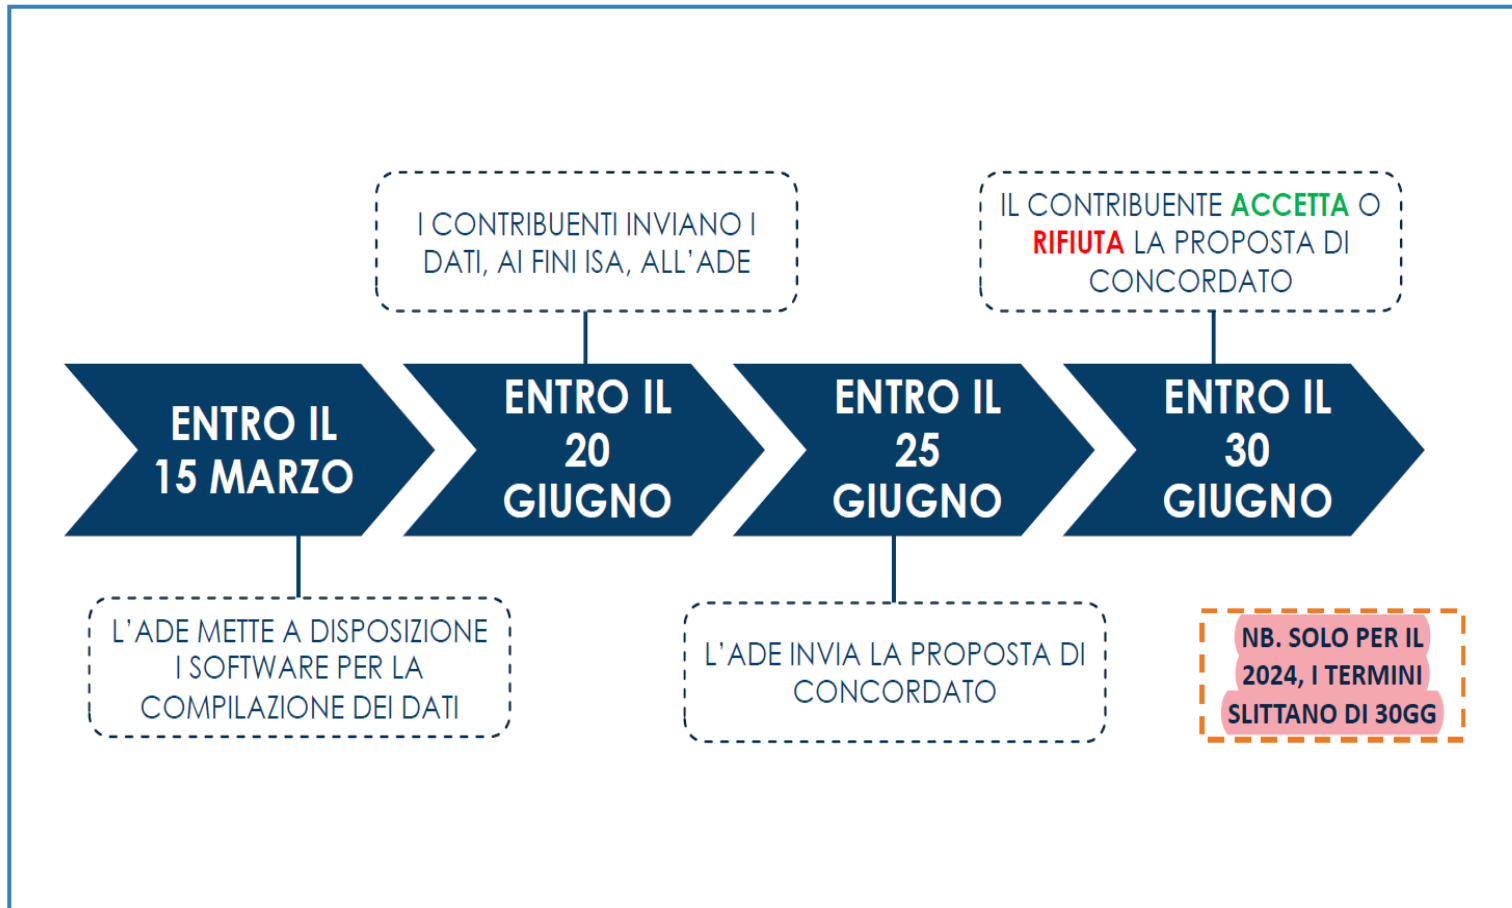 I CONTRIBUENTI INVIANO I
DATI, AI FINI ISA, ALL'ADE
IL CONTRIBUENTE ACCETTA O
RIFIUTA LA PROPOSTA DI
CONCORDATO
ENTRO IL
15 MARZO
ENTRO IL
20
GIUGNO
ENTRO IL
25
GIUGNO
ENTRO IL
30
GIUGNO
L'ADE METTE A DISPOSIZIONE
I SOFTWARE PER LA
COMPILAZIONE DEI DATI
L'ADE INVIA LA PROPOSTA DI
CONCORDATO
NB. SOLO PER IL
2024, I TERMINI
SLITTANO DI 30GG